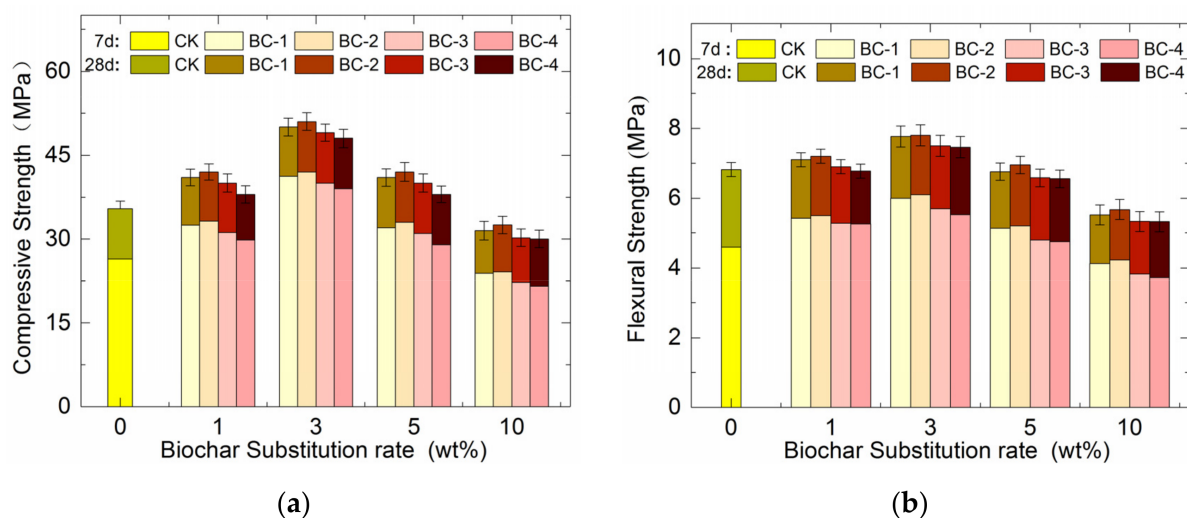 7d: CK BC-1 BC-2 BC-3 BC-4
28d: CK BC-1 BC-2 BC-3 BC-4
60
45
30
15
0
Compressive Strength (MPa)
0 1 3 5 10
Biochar Substitution rate (wt%)
(a)
7d: CK BC-1 BC-2 BC-3 BC-4
28d: CK BC-1 BC-2 BC-3 BC-4
10
8
6
4
2
0
Flexural Strength (MPa)
0 1 3 5 10
Biochar Substitution rate (wt%)
(b)